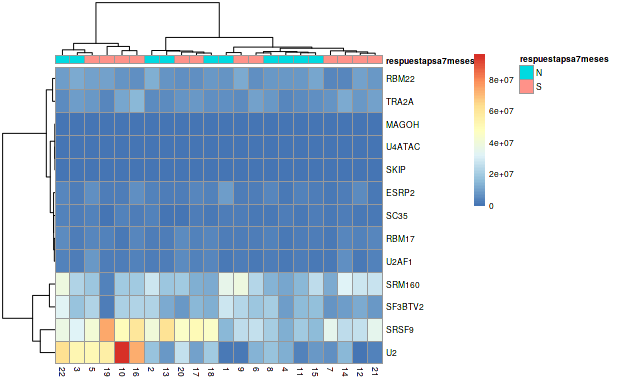 respuestapsa7meses
respuestapsa7meses
N
S
8e+07
6e+07
4e+07
2e+07
0
RBM22
TRA2A
MAGOH
U4ATAC
SKIP
ESRP2
SC35
RBM17
U2AF1
SRM160
SF3BTV2
SRSF9
U2
22 3 5 19 10 16 2 13 20 17 18 1 9 6 8 4 11 15 7 14 12 21